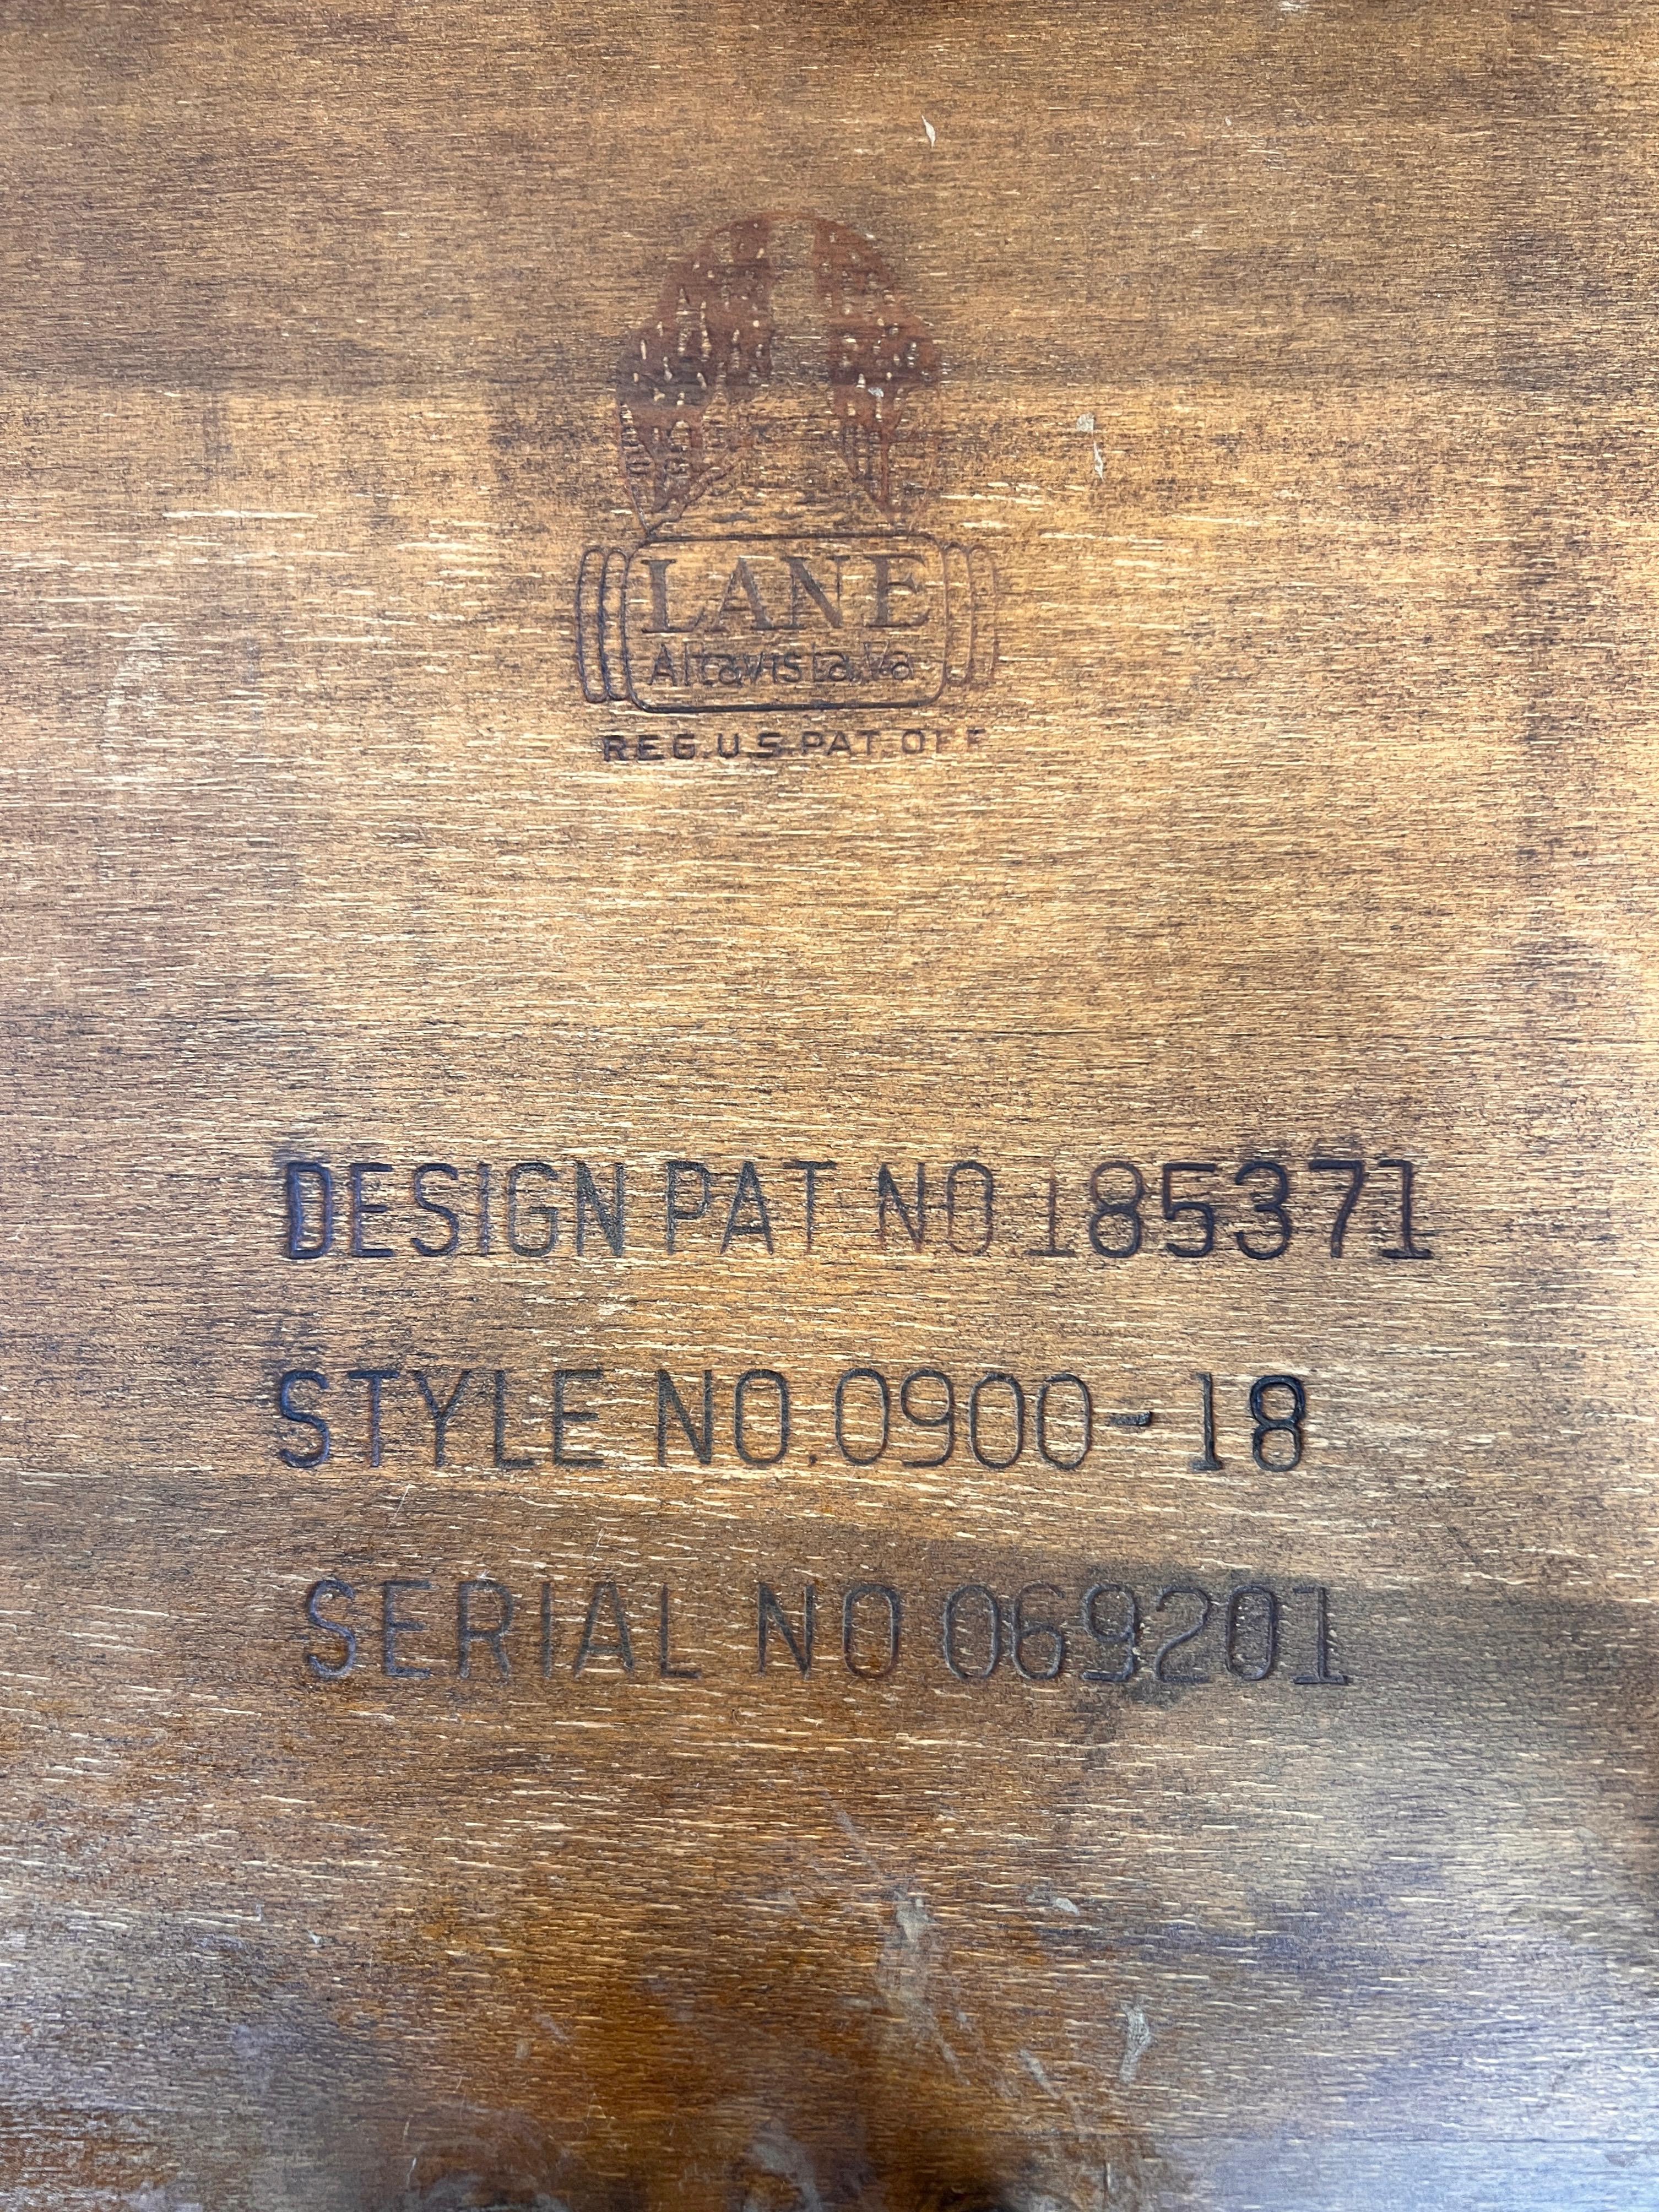 LANE
Altavista, Va
REG. U.S. PAT. OFF
DESIGN PAT NO 185371
STYLE NO. 0900-18
SERIAL NO 069201